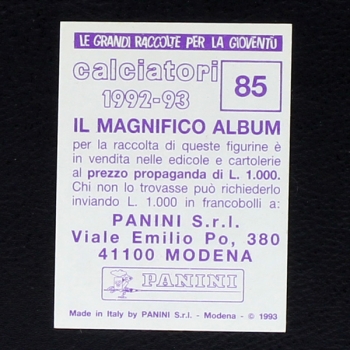 LE GRANDI RACCOLTE PER LA GIOVENTÙ
calciatori
1992-93
85
IL MAGNIFICO ALBUM
per la raccolta di queste figurine è
in vendita nelle edicole e cartolerie
al prezzo propaganda di L. 1.000.
Chi non lo trovasse può richiederlo
inviando L. 1.000 in francobolli a:
PANINI S.r.l.
Viale Emilio Po, 380
41100 MODENA
PANINI
Made in Italy by PANINI S.r.l. - Modena - © 1993